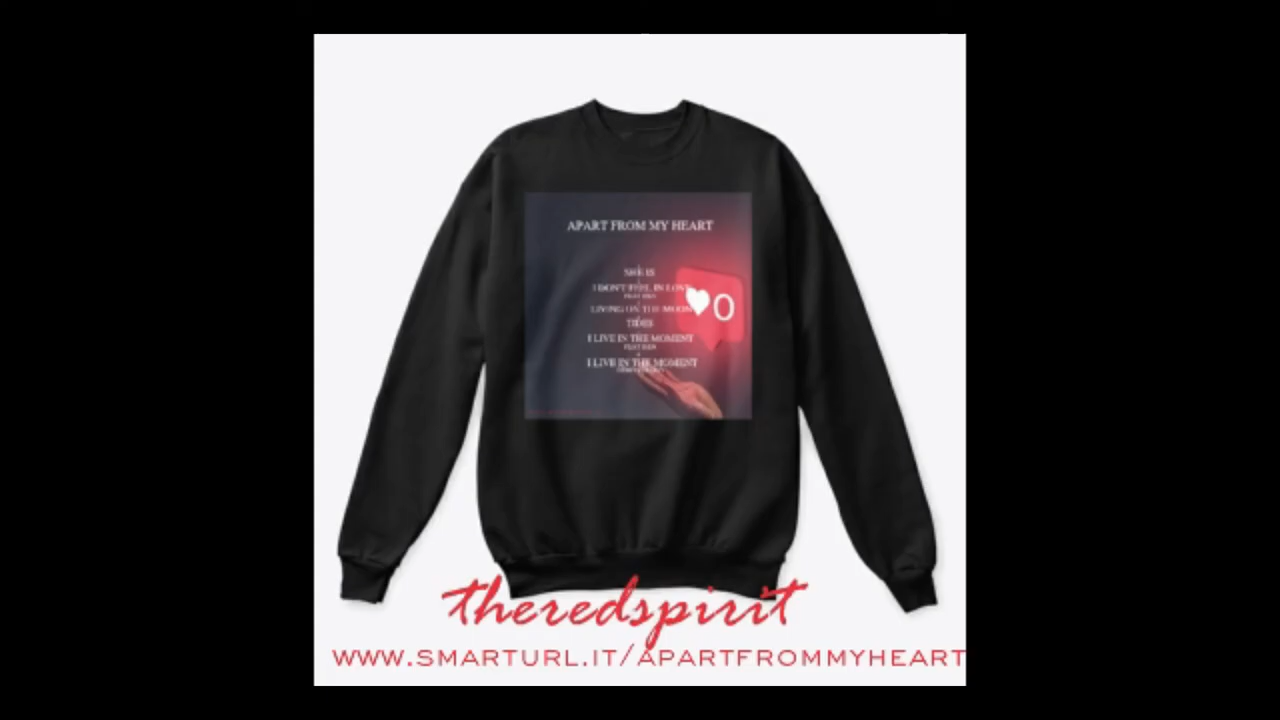 APART FROM MY HEART
SHE IS
I DON'T FEEL IN LOVE
LIVING ON THE MOON
TIDES
I LIVE IN THE MOMENT
I LIVE IN THE MOMENT
0
theredspirit
WWW.SMARTURL.IT/APARTFROMMYHEART